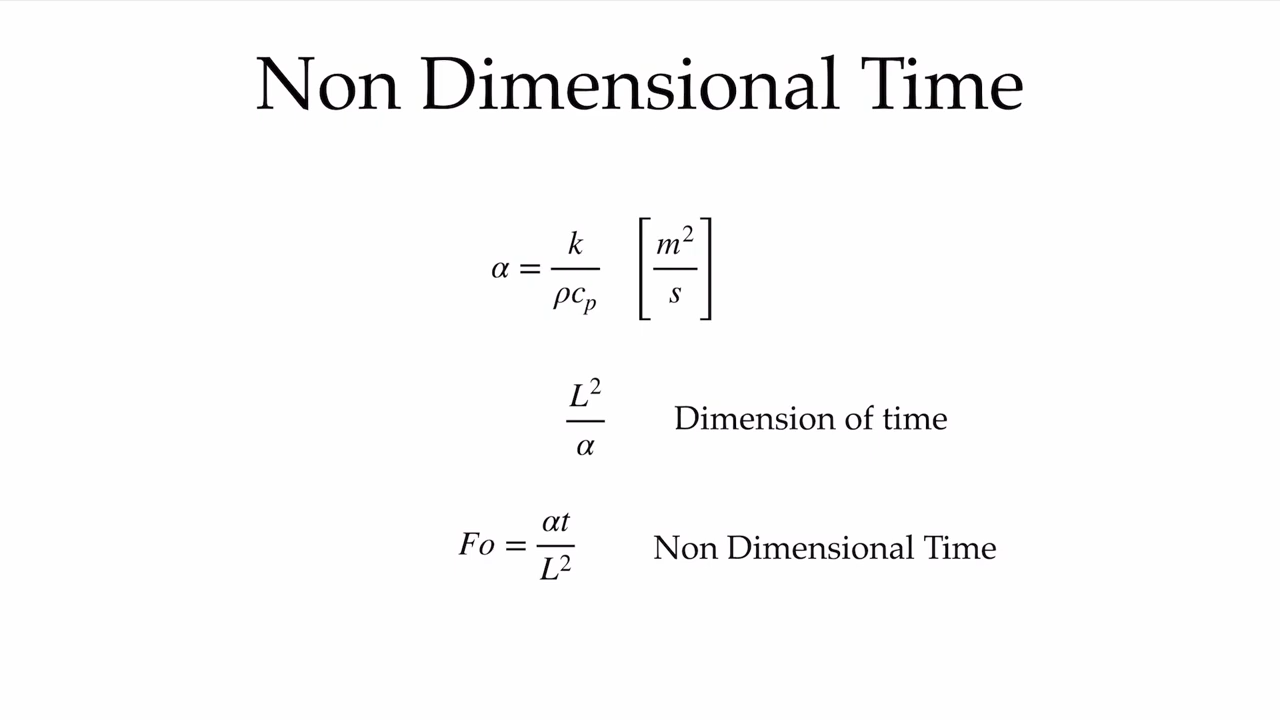 Non Dimensional Time
α = k / ρc_p [m² / s]
L² / α Dimension of time
Fo = αt / L² Non Dimensional Time